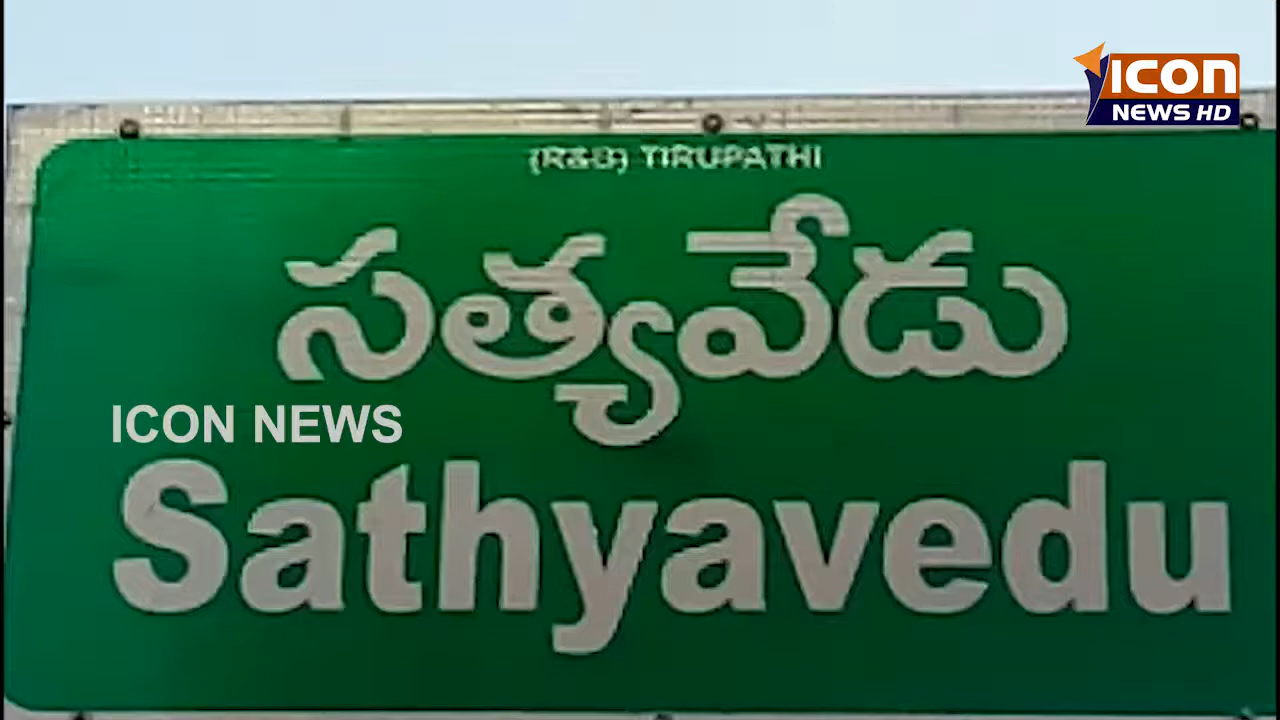 ICON
NEWS HD
(R&B) TIRUPATHI
సత్యవేడు
ICON NEWS
Sathyavedu